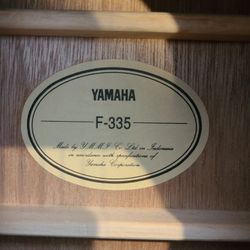 YAMAHA
F-335
Made by Y.M.M.I C. Ltd in Indonesia
in accordance with specifications of
Yamaha Corporation